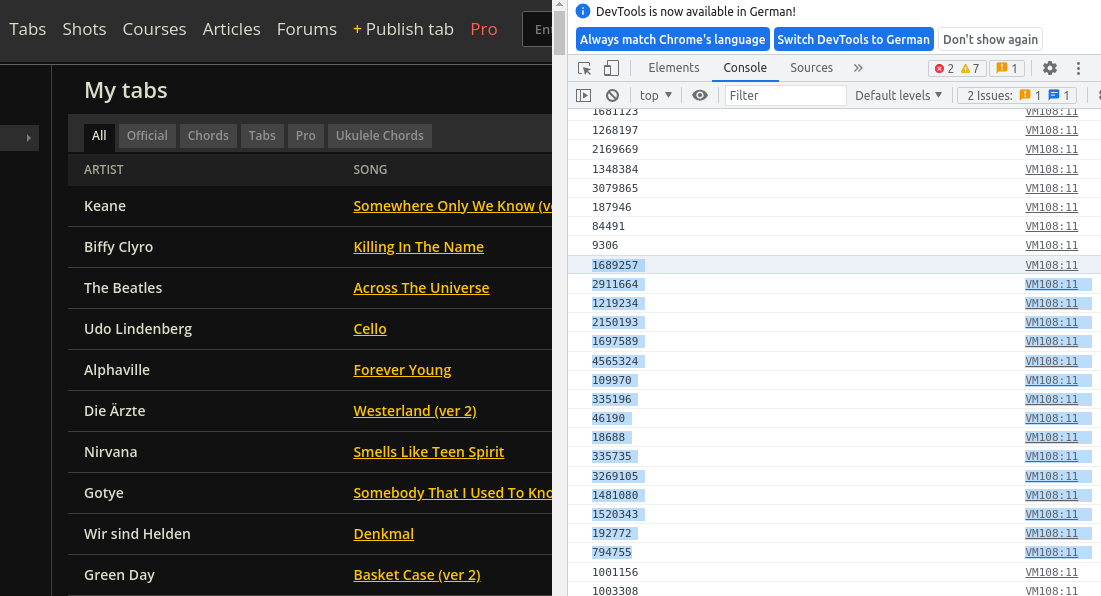 Tabs Shots Courses Articles Forums + Publish tab Pro Ent
My tabs
All Official Chords Tabs Pro Ukulele Chords
ARTIST SONG
Keane Somewhere Only We Know (ve
Biffy Clyro Killing In The Name
The Beatles Across The Universe
Udo Lindenberg Cello
Alphaville Forever Young
Die Ärzte Westerland (ver 2)
Nirvana Smells Like Teen Spirit
Gotye Somebody That I Used To Kno
Wir sind Helden Denkmal
Green Day Basket Case (ver 2)
DevTools is now available in German!
Always match Chrome's language Switch DevTools to German Don't show again
Elements Console Sources » 2 7 1
top ▼ Filter Default levels ▼ 2 Issues: 1 1
1681123 VM108:11
1268197 VM108:11
2169669 VM108:11
1348384 VM108:11
3079865 VM108:11
187946 VM108:11
84491 VM108:11
9306 VM108:11
1689257 VM108:11
2911664 VM108:11
1219234 VM108:11
2150193 VM108:11
1697589 VM108:11
4565324 VM108:11
109970 VM108:11
335196 VM108:11
46190 VM108:11
18688 VM108:11
335735 VM108:11
3269105 VM108:11
1481080 VM108:11
1520343 VM108:11
192772 VM108:11
794755 VM108:11
1001156 VM108:11
1003308 VM108:11